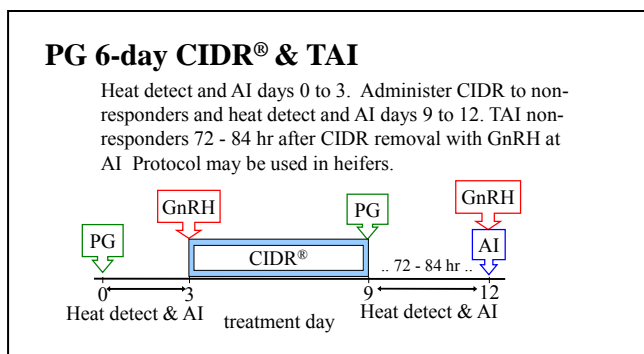 PG 6-day CIDR® & TAI
Heat detect and AI days 0 to 3. Administer CIDR to non-
responders and heat detect and AI days 9 to 12. TAI non-
responders 72 - 84 hr after CIDR removal with GnRH at
AI Protocol may be used in heifers.
GnRH
PG
GnRH
PG
AI
CIDR®
.. 72 - 84 hr ..
0
3
9
12
Heat detect & AI
treatment day
Heat detect & AI